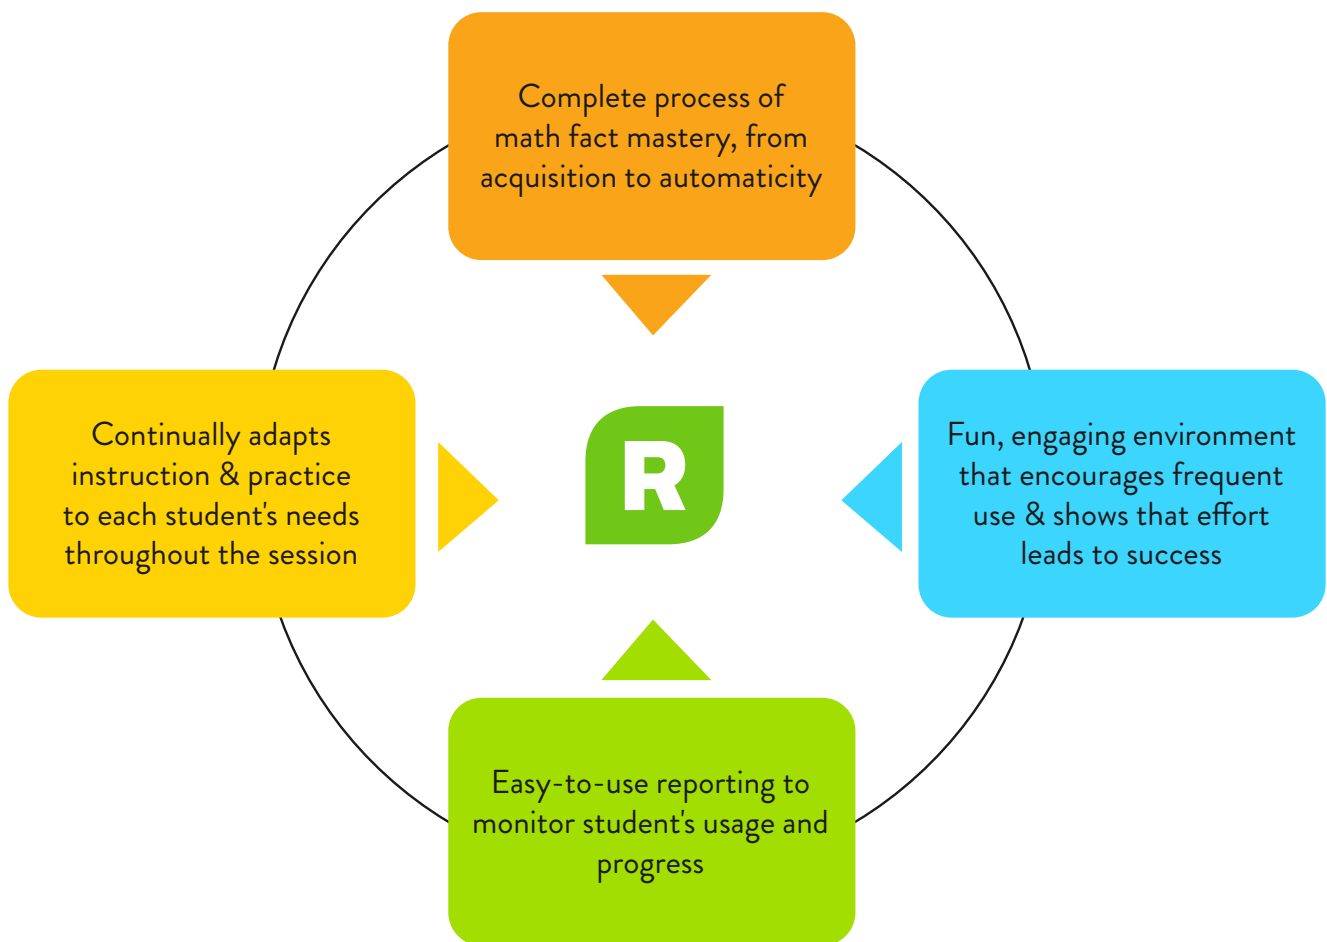 Complete process of
math fact mastery, from
acquisition to automaticity
Continually adapts
instruction & practice
to each student's needs
throughout the session
R
Fun, engaging environment
that encourages frequent
use & shows that effort
leads to success
Easy-to-use reporting to
monitor student's usage and
progress